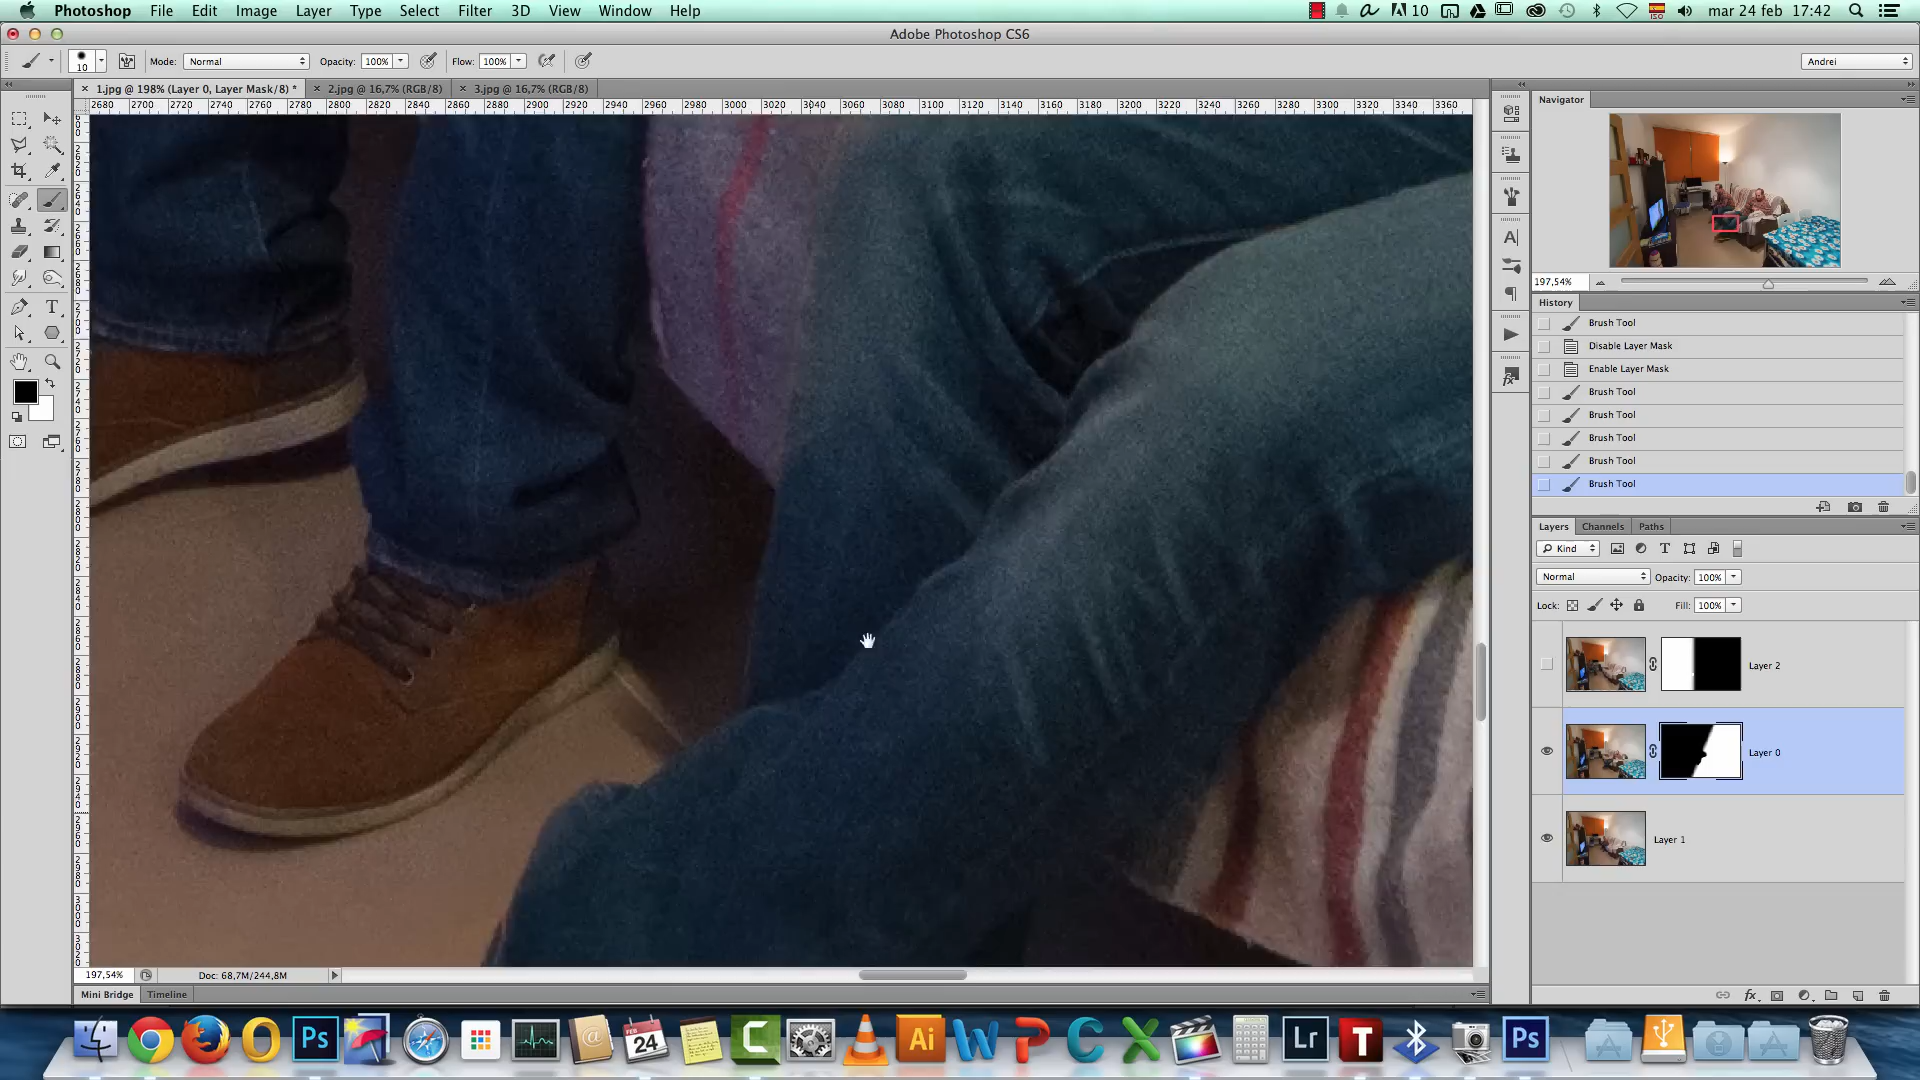 Photoshop File Edit Image Layer Type Select Filter 3D View Window Help
10 mar 24 feb 17:42
Adobe Photoshop CS6
10 Mode: Normal Opacity: 100% Flow: 100% Andrei
1.jpg @ 198% (Layer 0, Layer Mask/8) * 2.jpg @ 16,7% (RGB/8) 3.jpg @ 16,7% (RGB/8)
2680 2700 2720 2740 2760 2780 2800 2820 2840 2860 2880 2900 2920 2940 2960 2980 3000 3020 3040 3060 3080 3100 3120 3140 3160 3180 3200 3220 3240 3260 3280 3300 3320 3340 3360
Navigator
197,54%
History
Brush Tool
Disable Layer Mask
Enable Layer Mask
Brush Tool
Brush Tool
Brush Tool
Brush Tool
Brush Tool
Layers Channels Paths
Kind
Normal Opacity: 100%
Lock: Fill: 100%
Layer 2
Layer 0
Layer 1
197,54% Doc: 68,7M/244,8M
Mini Bridge Timeline
Ps FEB 24 Ai Lr T Ps